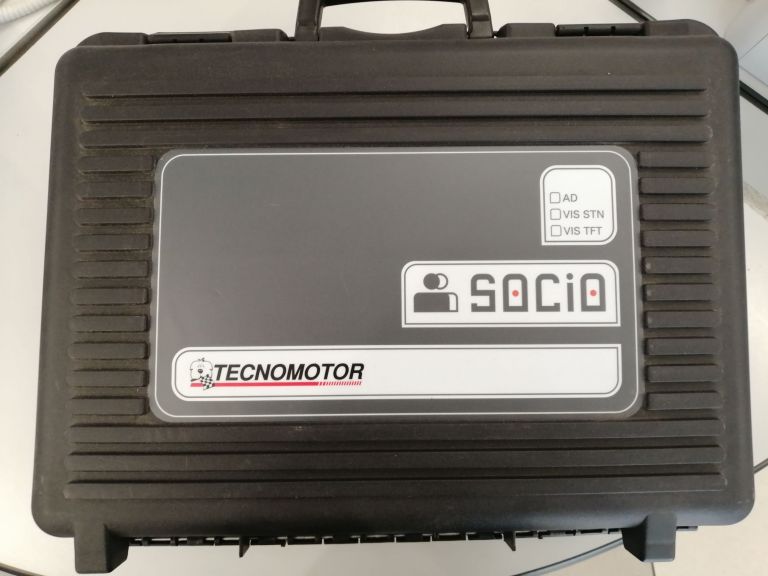 AD
VIS STN
VIS TFT
SOCiO
TECNOMOTOR